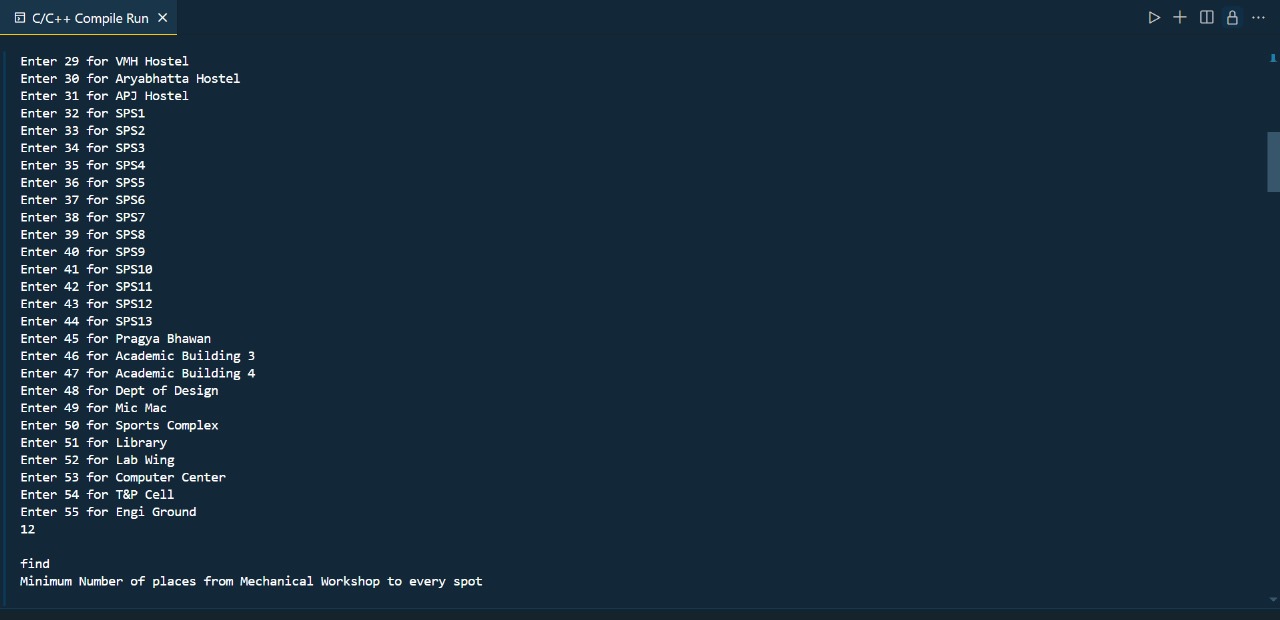 C/C++ Compile Run
Enter 29 for VMH Hostel
Enter 30 for Aryabhatta Hostel
Enter 31 for APJ Hostel
Enter 32 for SPS1
Enter 33 for SPS2
Enter 34 for SPS3
Enter 35 for SPS4
Enter 36 for SPS5
Enter 37 for SPS6
Enter 38 for SPS7
Enter 39 for SPS8
Enter 40 for SPS9
Enter 41 for SPS10
Enter 42 for SPS11
Enter 43 for SPS12
Enter 44 for SPS13
Enter 45 for Pragya Bhawan
Enter 46 for Academic Building 3
Enter 47 for Academic Building 4
Enter 48 for Dept of Design
Enter 49 for Mic Mac
Enter 50 for Sports Complex
Enter 51 for Library
Enter 52 for Lab Wing
Enter 53 for Computer Center
Enter 54 for T&P Cell
Enter 55 for Engi Ground
12
find
Minimum Number of places from Mechanical Workshop to every spot